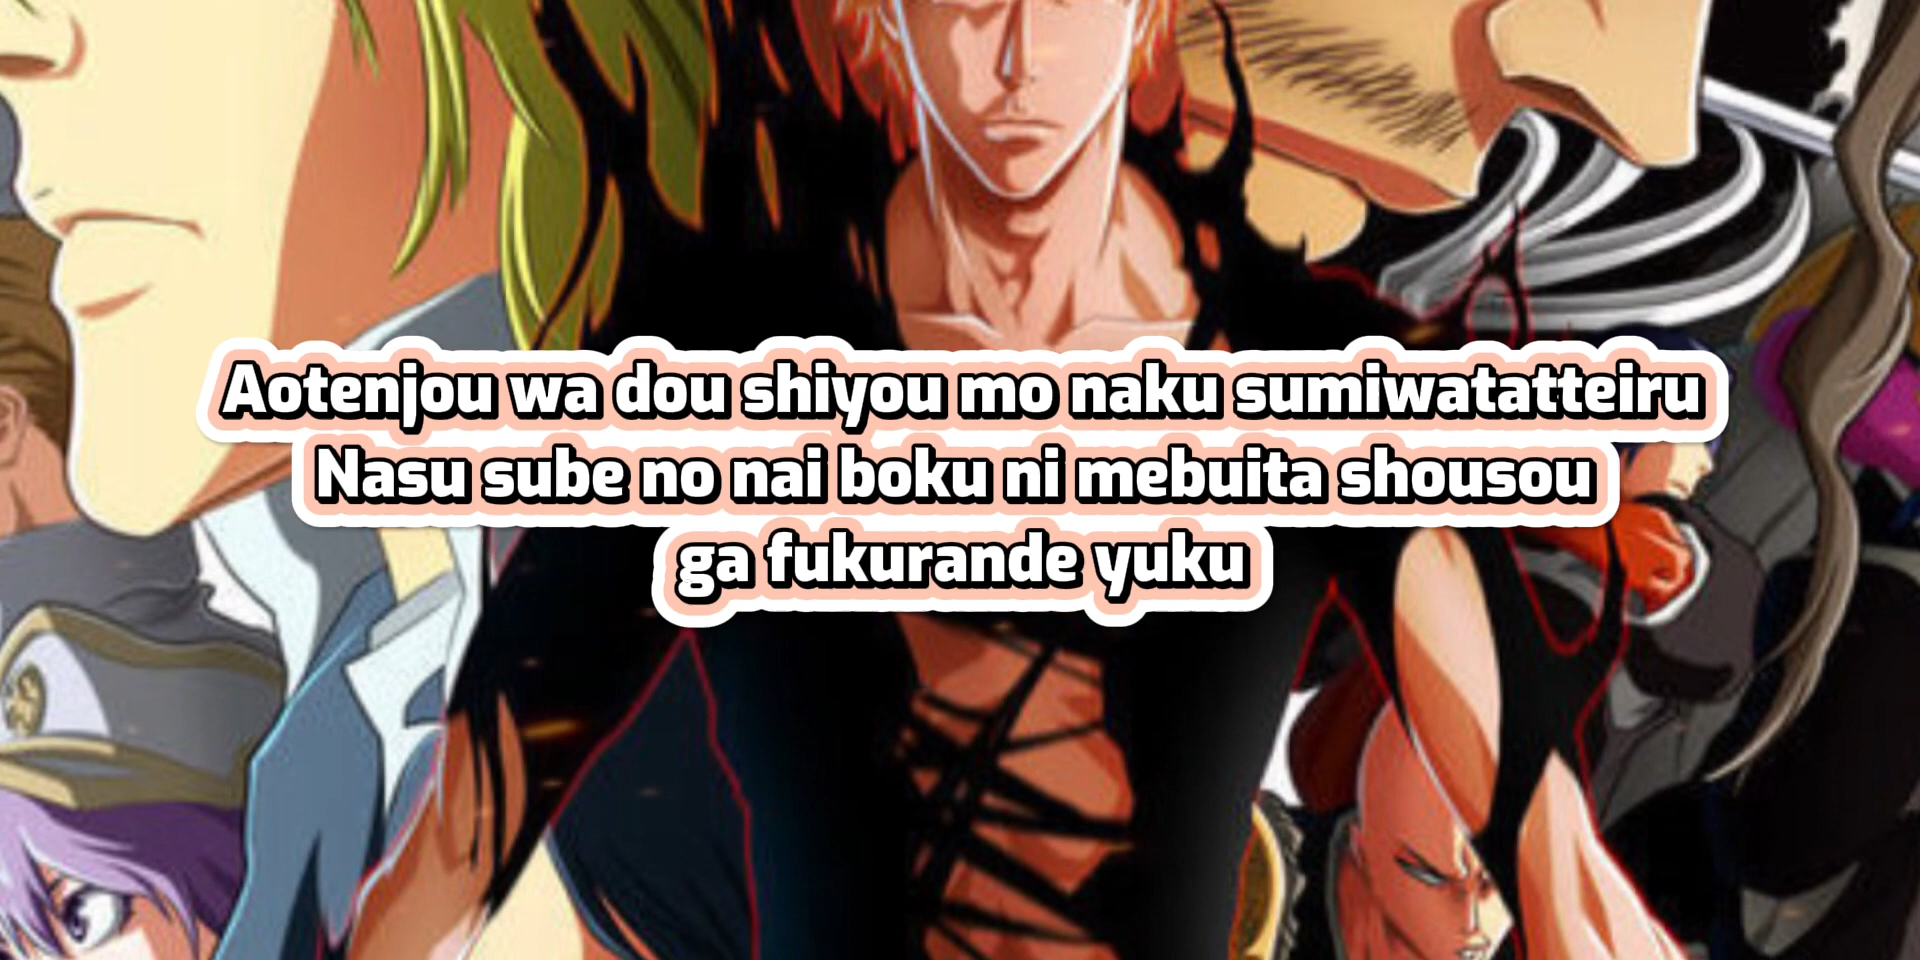 Aotenjou wa dou shiyou mo naku sumiwatatteiru
Nasu sube no nai boku ni mebuita shousou
ga fukurande yuku